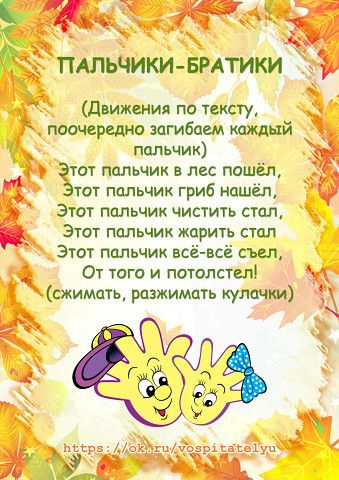 ПАЛЬЧИКИ-БРАТИКИ
(Движения по тексту,
поочередно загибаем каждый
пальчик)
Этот пальчик в лес пошёл,
Этот пальчик гриб нашёл,
Этот пальчик чистить стал,
Этот пальчик жарить стал
Этот пальчик всё-всё съел,
От того и потолстел!
(сжимать, разжимать кулачки)
https://ok.ru/vospitatelyu